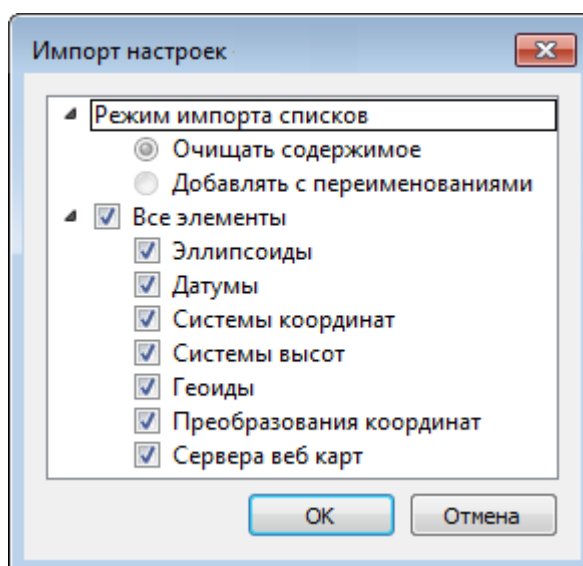 Импорт настроек
Режим импорта списков
Очищать содержимое
Добавлять с переименованиями
Все элементы
Эллипсоиды
Датумы
Системы координат
Системы высот
Геоиды
Преобразования координат
Сервера веб карт
OK
Отмена